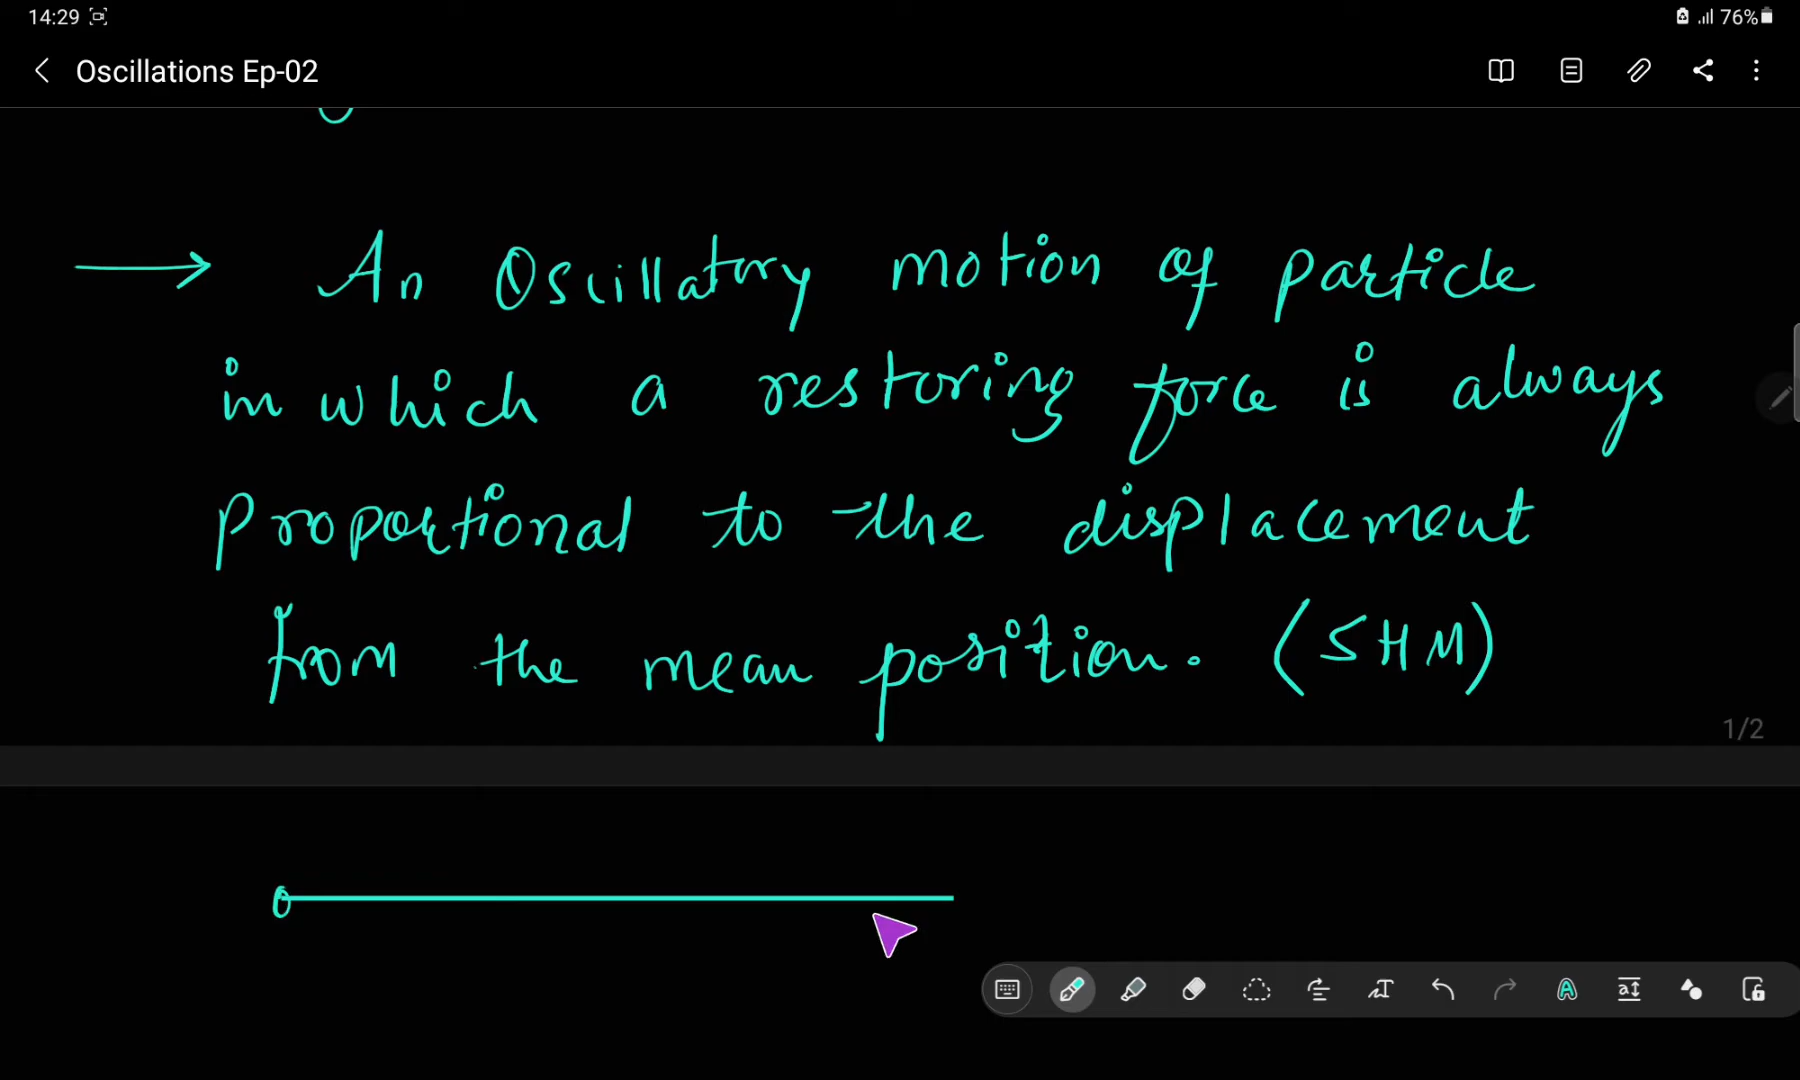 14:29 76%
Oscillations Ep-02
An Oscillatory motion of particle
in which a restoring force is always
proportional to the displacement
from the mean position. (SHM)
1/2